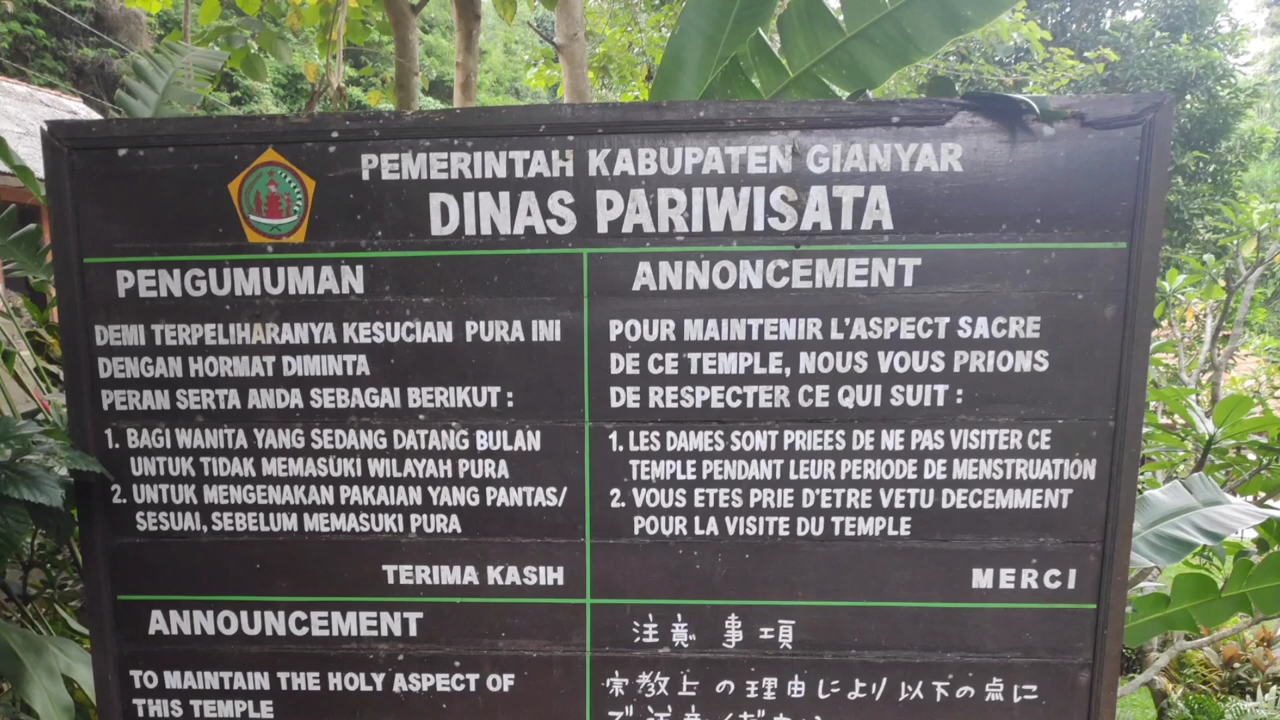 PEMERINTAH KABUPATEN GIANYAR
DINAS PARIWISATA
PENGUMUMAN
DEMI TERPELIHARANYA KESUCIAN PURA INI
DENGAN HORMAT DIMINTA
PERAN SERTA ANDA SEBAGAI BERIKUT :
1. BAGI WANITA YANG SEDANG DATANG BULAN
UNTUK TIDAK MEMASUKI WILAYAH PURA
2. UNTUK MENGENAKAN PAKAIAN YANG PANTAS/
SESUAI, SEBELUM MEMASUKI PURA
TERIMA KASIH
ANNONCEMENT
POUR MAINTENIR L'ASPECT SACRE
DE CE TEMPLE, NOUS VOUS PRIONS
DE RESPECTER CE QUI SUIT :
1. LES DAMES SONT PRIEES DE NE PAS VISITER CE
TEMPLE PENDANT LEUR PERIODE DE MENSTRUATION
2. VOUS ETES PRIE D'ETRE VETU DECEMMENT
POUR LA VISITE DU TEMPLE
MERCI
ANNOUNCEMENT
TO MAINTAIN THE HOLY ASPECT OF
THIS TEMPLE
注意事項
宗教上の理由により以下の点に